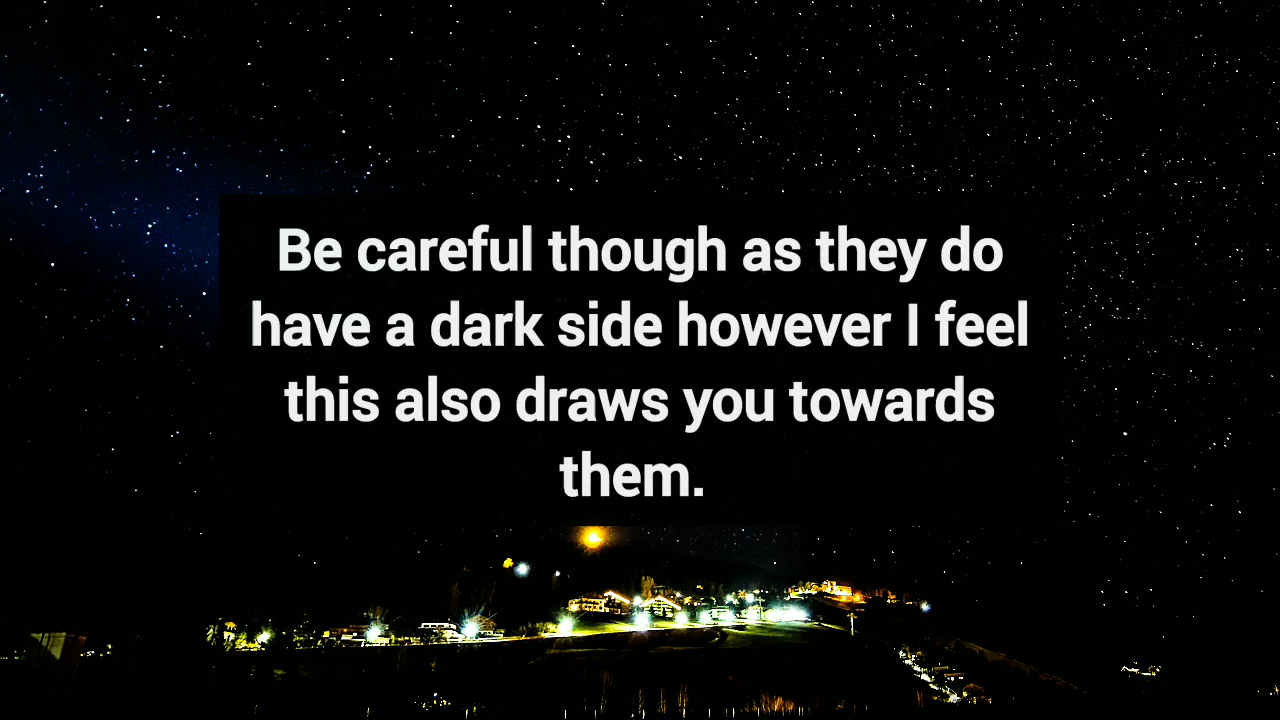 Be careful though as they do
have a dark side however I feel
this also draws you towards
them.